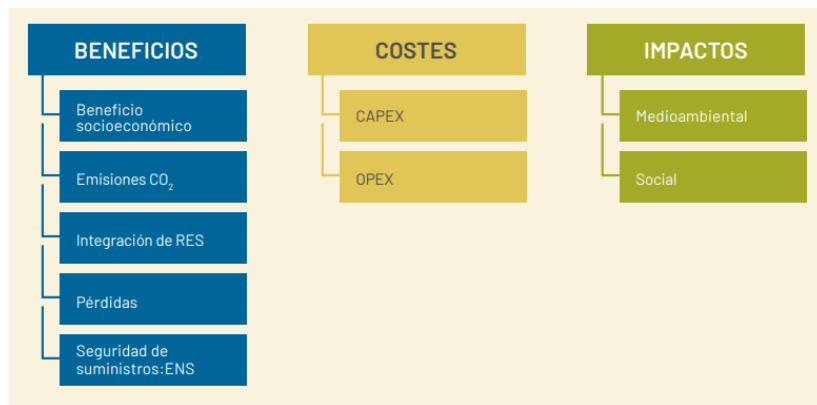 BENEFICIOS
Beneficio
socioeconómico
Emisiones CO₂
Integración de RES
Pérdidas
Seguridad de
suministros:ENS
COSTES
CAPEX
OPEX
IMPACTOS
Medioambiental
Social